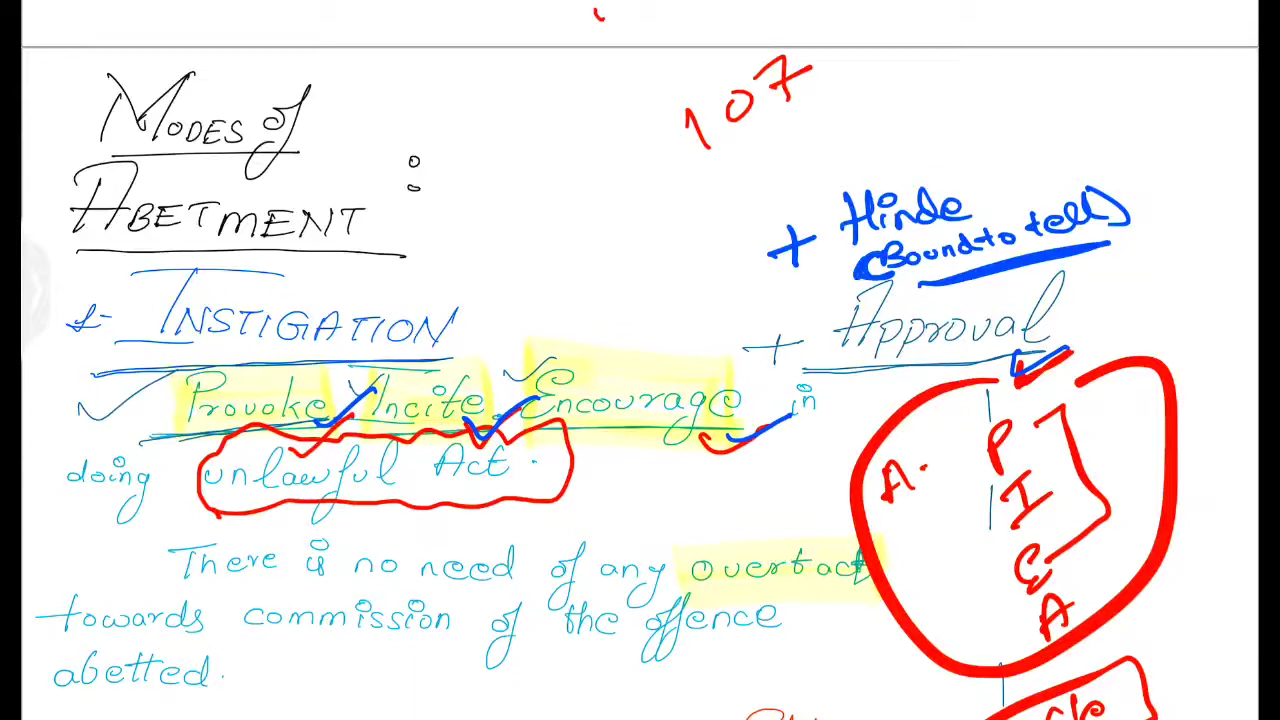 107
MODES of
ABETMENT :
+ Hinde
(Bound to tell)
1- INSTIGATION
+ Approval
Provoke, Incite, Encourage in
doing unlawful Act.
A.
P
I
E
A
There is no need of any overtact
towards commission of the offence
abetted.